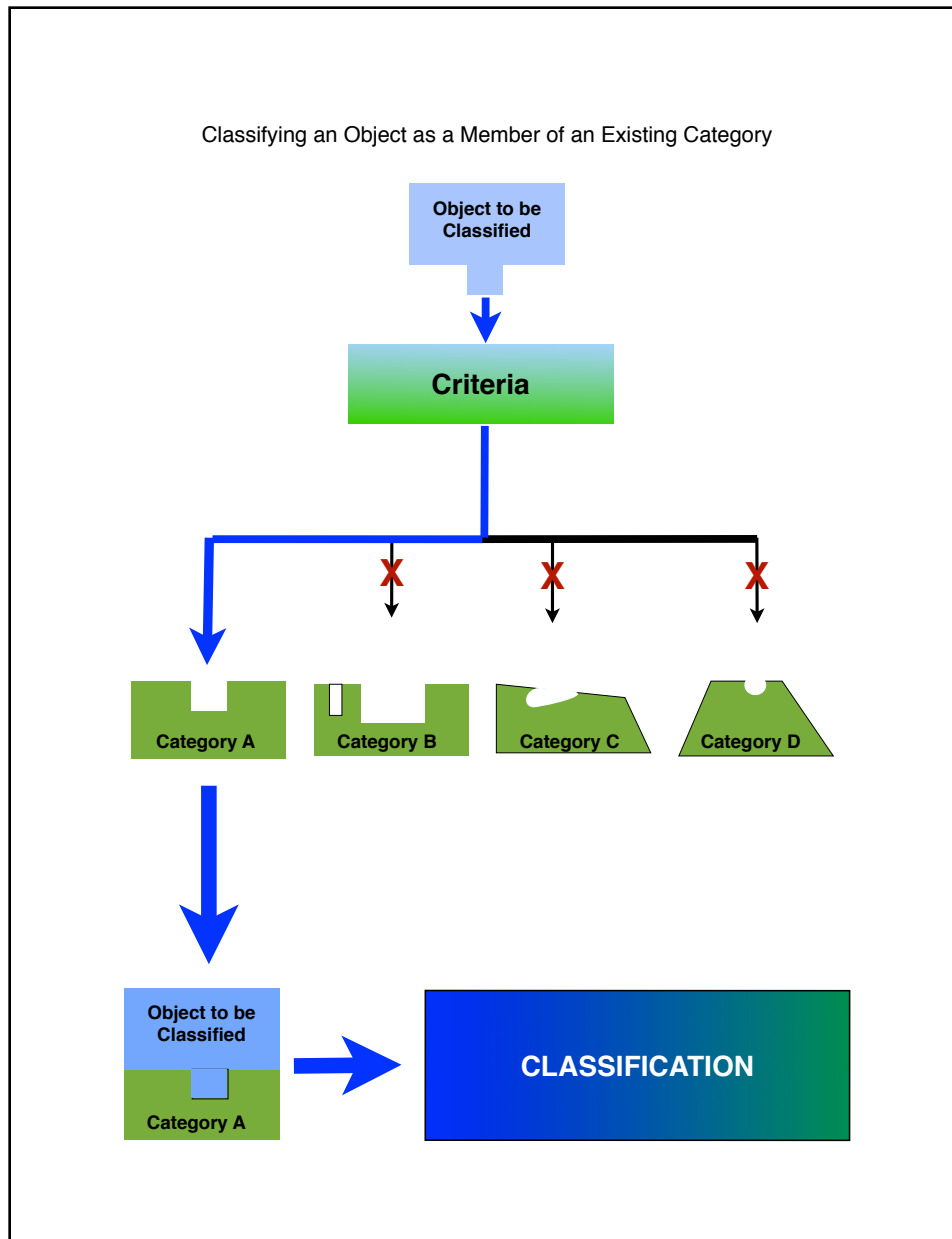 Classifying an Object as a Member of an Existing Category
Object to be
Classified
Criteria
X X X
Category A Category B Category C Category D
Object to be
Classified
CLASSIFICATION
Category A